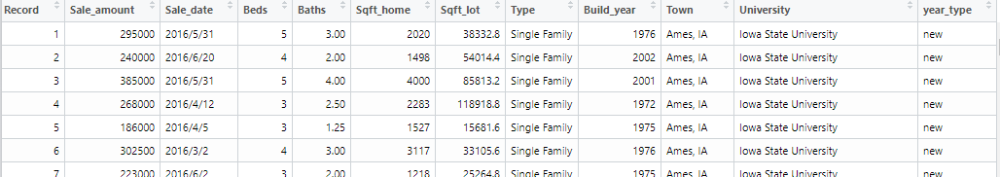 Record Sale_amount Sale_date Beds Baths Sqft_home Sqft_lot Type Build_year Town University year_type
1 295000 2016/5/31 5 3.00 2020 38332.8 Single Family 1976 Ames, IA Iowa State University new
2 240000 2016/6/20 4 2.00 1498 54014.4 Single Family 2002 Ames, IA Iowa State University new
3 385000 2016/5/31 5 4.00 4000 85813.2 Single Family 2001 Ames, IA Iowa State University new
4 268000 2016/4/12 3 2.50 2283 118918.8 Single Family 1972 Ames, IA Iowa State University new
5 186000 2016/4/5 3 1.25 1527 15681.6 Single Family 1975 Ames, IA Iowa State University new
6 302500 2016/3/2 4 3.00 3117 33105.6 Single Family 1976 Ames, IA Iowa State University new
7 223000 2016/6/2 3 2.00 1218 25264.8 Single Family 1975 Ames, IA Iowa State University new